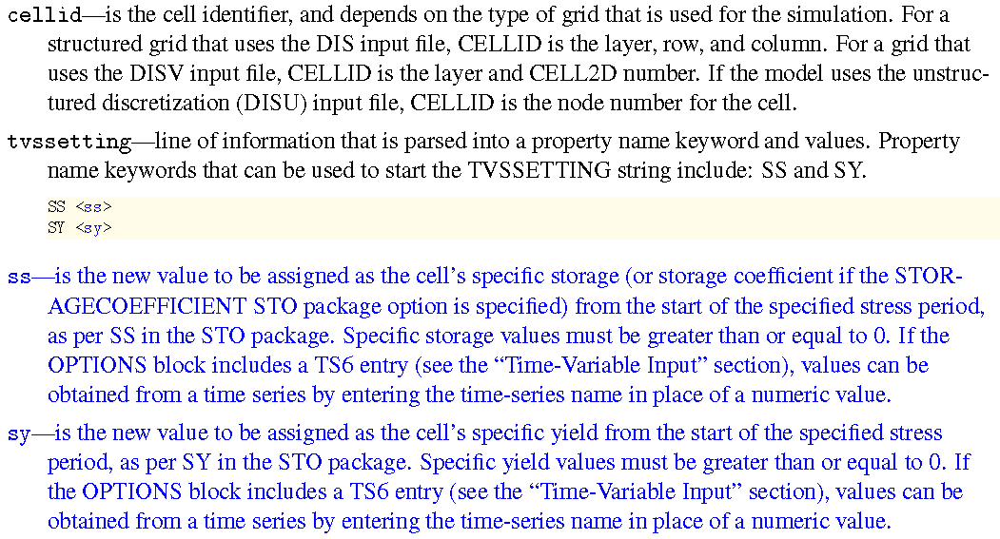 cellid—is the cell identifier, and depends on the type of grid that is used for the simulation. For a
structured grid that uses the DIS input file, CELLID is the layer, row, and column. For a grid that
uses the DISV input file, CELLID is the layer and CELL2D number. If the model uses the unstruc-
tured discretization (DISU) input file, CELLID is the node number for the cell.
tvssetting—line of information that is parsed into a property name keyword and values. Property
name keywords that can be used to start the TVSSETTING string include: SS and SY.
SS <ss>
SY <sy>
ss—is the new value to be assigned as the cell’s specific storage (or storage coefficient if the STOR-
AGECOEFFICIENT STO package option is specified) from the start of the specified stress period,
as per SS in the STO package. Specific storage values must be greater than or equal to 0. If the
OPTIONS block includes a TS6 entry (see the “Time-Variable Input” section), values can be
obtained from a time series by entering the time-series name in place of a numeric value.
sy—is the new value to be assigned as the cell’s specific yield from the start of the specified stress
period, as per SY in the STO package. Specific yield values must be greater than or equal to 0. If
the OPTIONS block includes a TS6 entry (see the “Time-Variable Input” section), values can be
obtained from a time series by entering the time-series name in place of a numeric value.